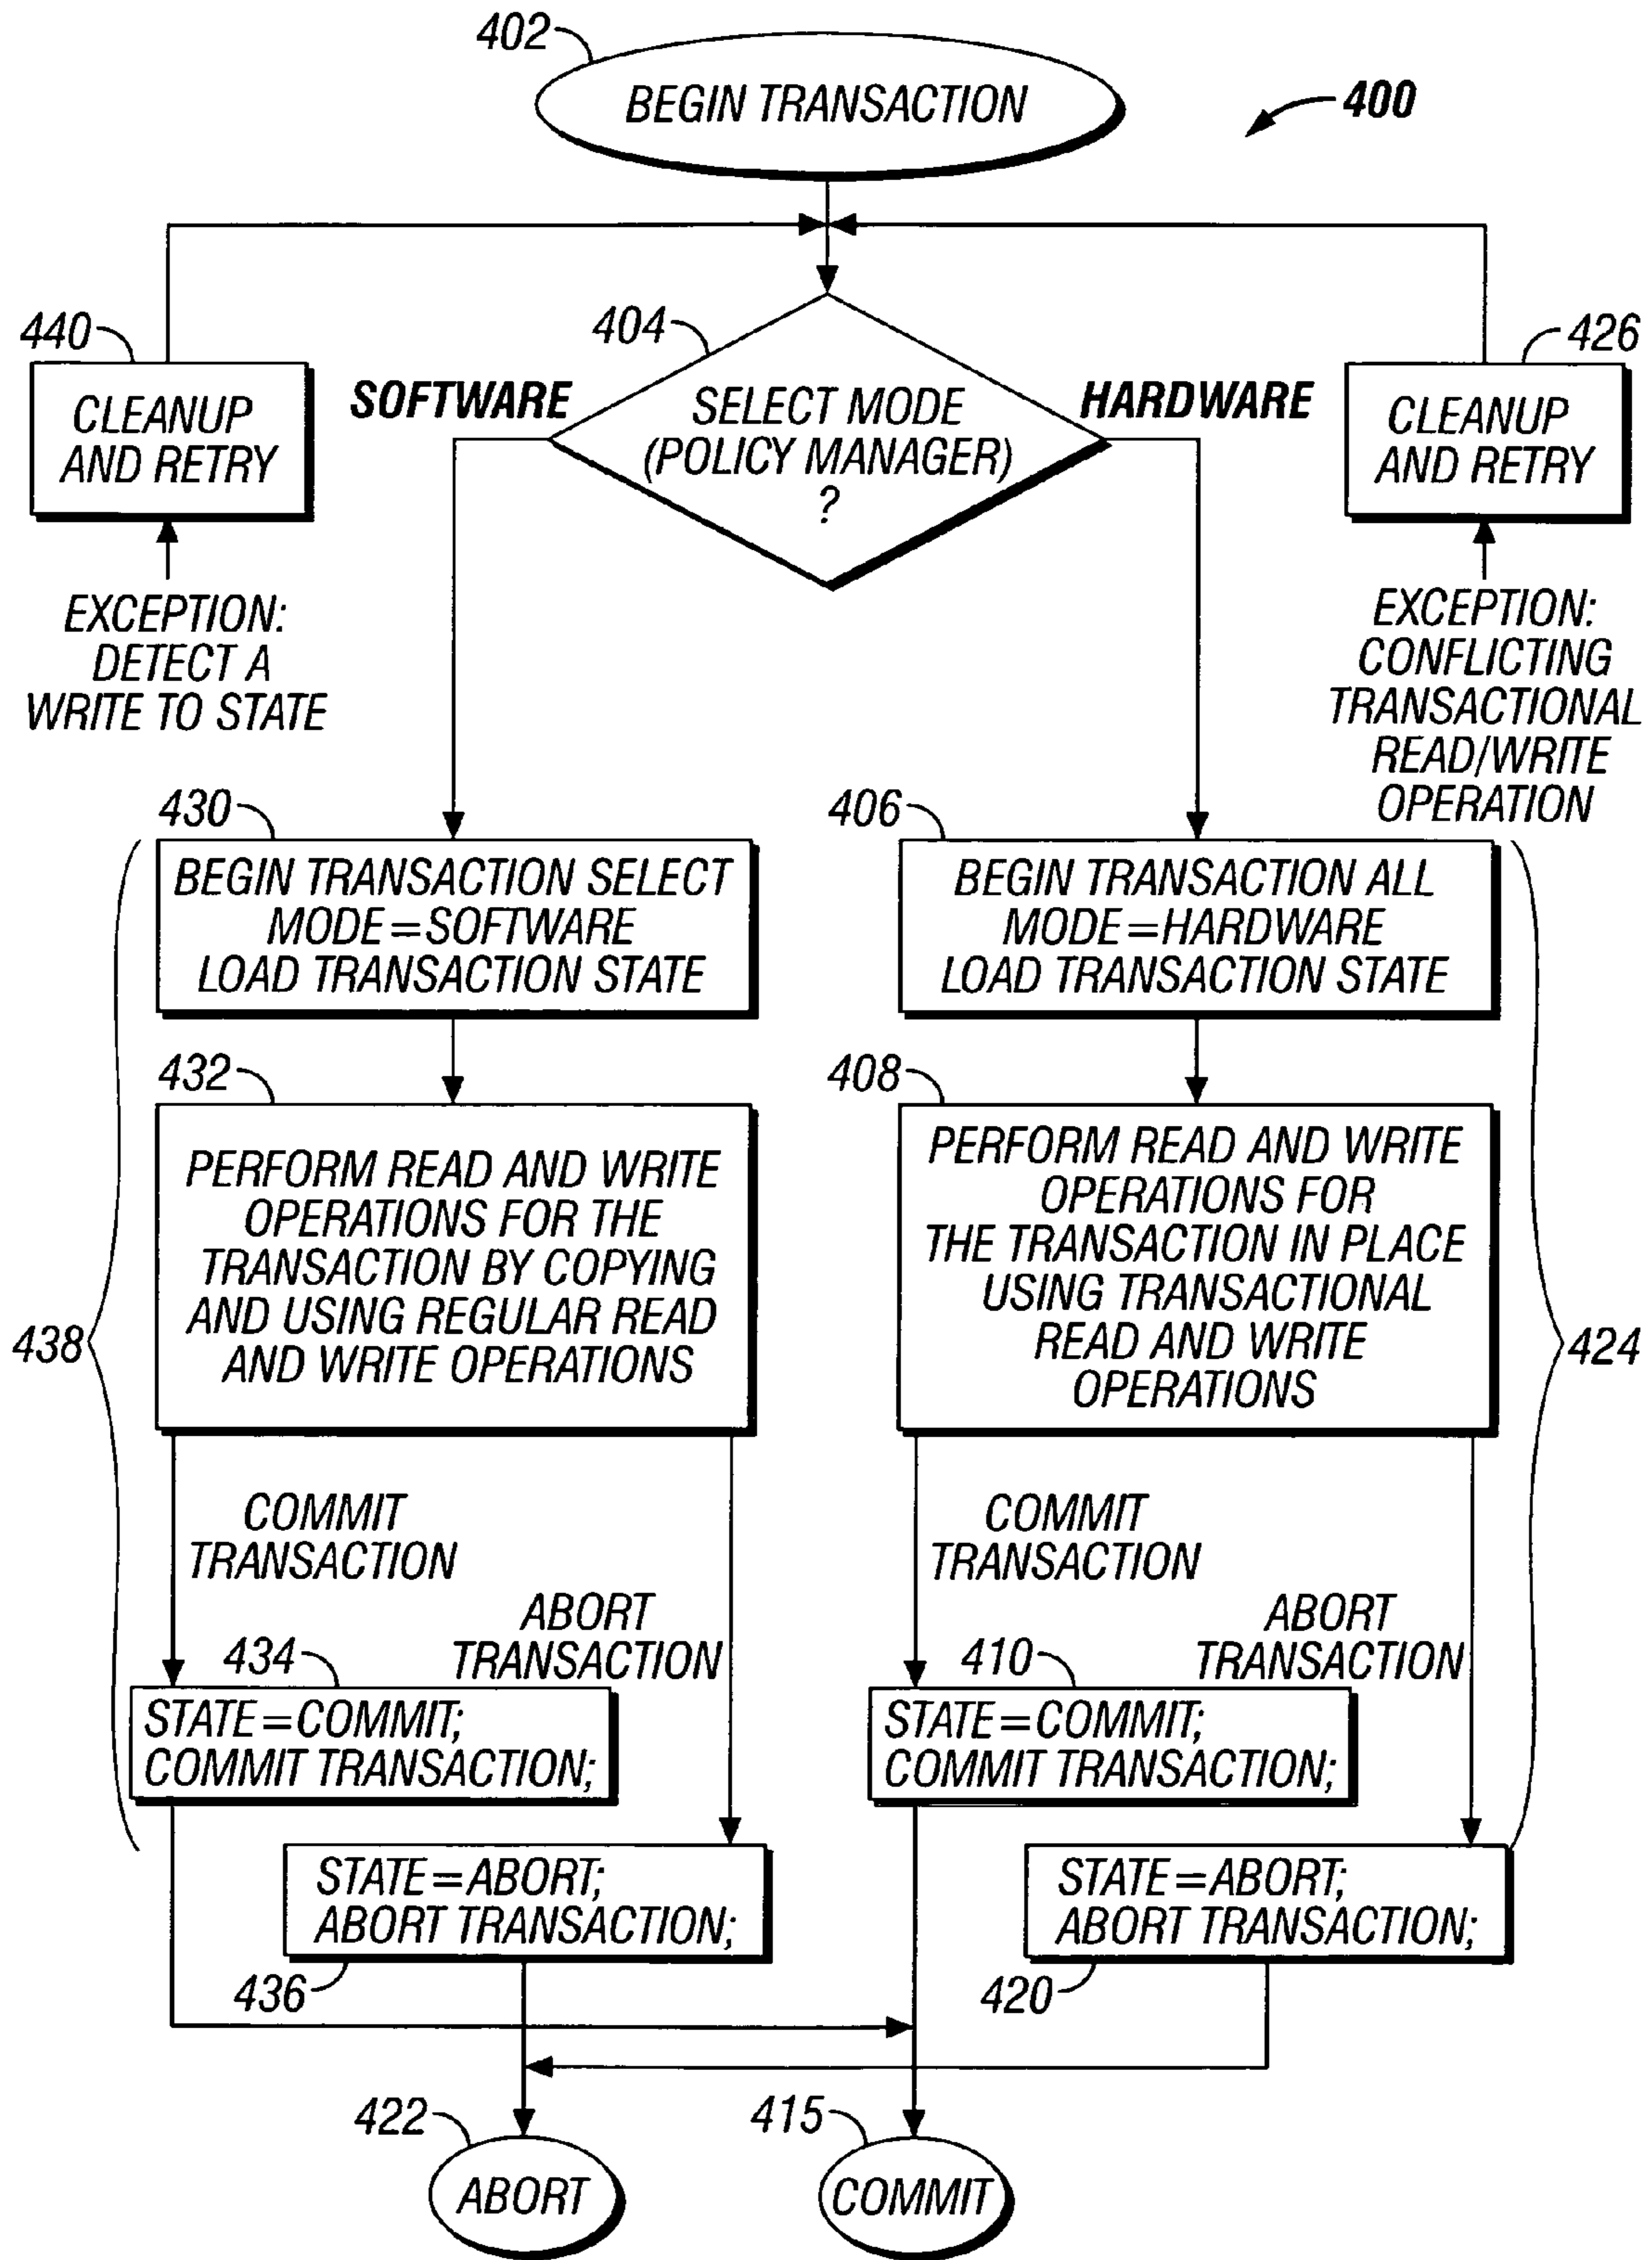 402
BEGIN TRANSACTION
400
440
CLEANUP
AND RETRY
EXCEPTION:
DETECT A
WRITE TO STATE
404
SOFTWARE
SELECT MODE
(POLICY MANAGER)
?
HARDWARE
426
CLEANUP
AND RETRY
EXCEPTION:
CONFLICTING
TRANSACTIONAL
READ/WRITE
OPERATION
430
BEGIN TRANSACTION SELECT
MODE=SOFTWARE
LOAD TRANSACTION STATE
432
PERFORM READ AND WRITE
OPERATIONS FOR THE
TRANSACTION BY COPYING
AND USING REGULAR READ
AND WRITE OPERATIONS
438
COMMIT
TRANSACTION
ABORT
TRANSACTION
434
STATE=COMMIT;
COMMIT TRANSACTION;
STATE=ABORT;
ABORT TRANSACTION;
436
406
BEGIN TRANSACTION ALL
MODE=HARDWARE
LOAD TRANSACTION STATE
408
PERFORM READ AND WRITE
OPERATIONS FOR
THE TRANSACTION IN PLACE
USING TRANSACTIONAL
READ AND WRITE
OPERATIONS
424
COMMIT
TRANSACTION
ABORT
TRANSACTION
410
STATE=COMMIT;
COMMIT TRANSACTION;
STATE=ABORT;
ABORT TRANSACTION;
420
422
ABORT
415
COMMIT